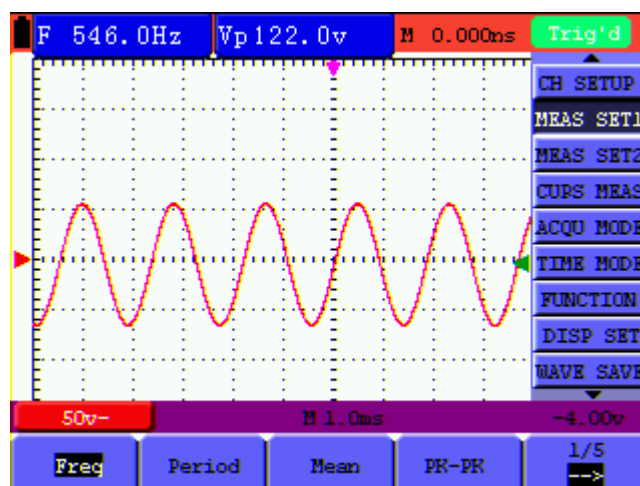 F 546.0Hz Vp122.0v M 0.000ns Trig'd
CH SETUP
MEAS SET1
MEAS SET2
CURS MEAS
ACQU MODE
TIME MODE
FUNCTION
DISP SET
WAVE SAVE
50v~ M 1.0ms -4.00v
Freq Period Mean PK-PK 1/5
-->